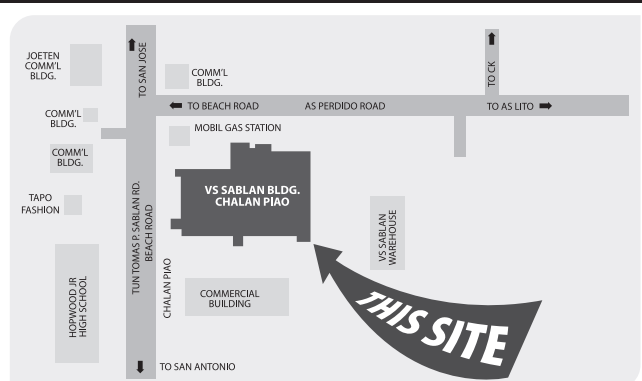 JOETEN
COMM'L
BLDG.
TO SAN JOSE
COMM'L
BLDG.
TO CK
TO BEACH ROAD
AS PERDIDO ROAD
TO AS LITO
COMM'L
BLDG.
MOBIL GAS STATION
COMM'L
BLDG.
VS SABLAN BLDG.
CHALAN PIAO
TAPO
FASHION
TUN TOMAS P. SABLAN RD.
BEACH ROAD
VS SABLAN
WAREHOUSE
CHALAN PIAO
COMMERCIAL
BUILDING
HOPWOOD JR
HIGH SCHOOL
THIS SITE
TO SAN ANTONIO